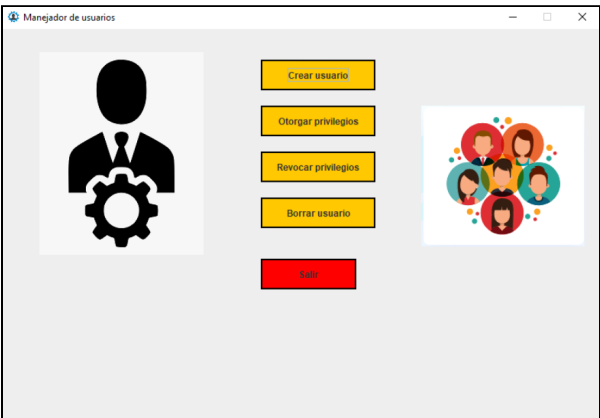 Manejador de usuarios
Crear usuario
Otorgar privilegios
Revocar privilegios
Borrar usuario
Salir